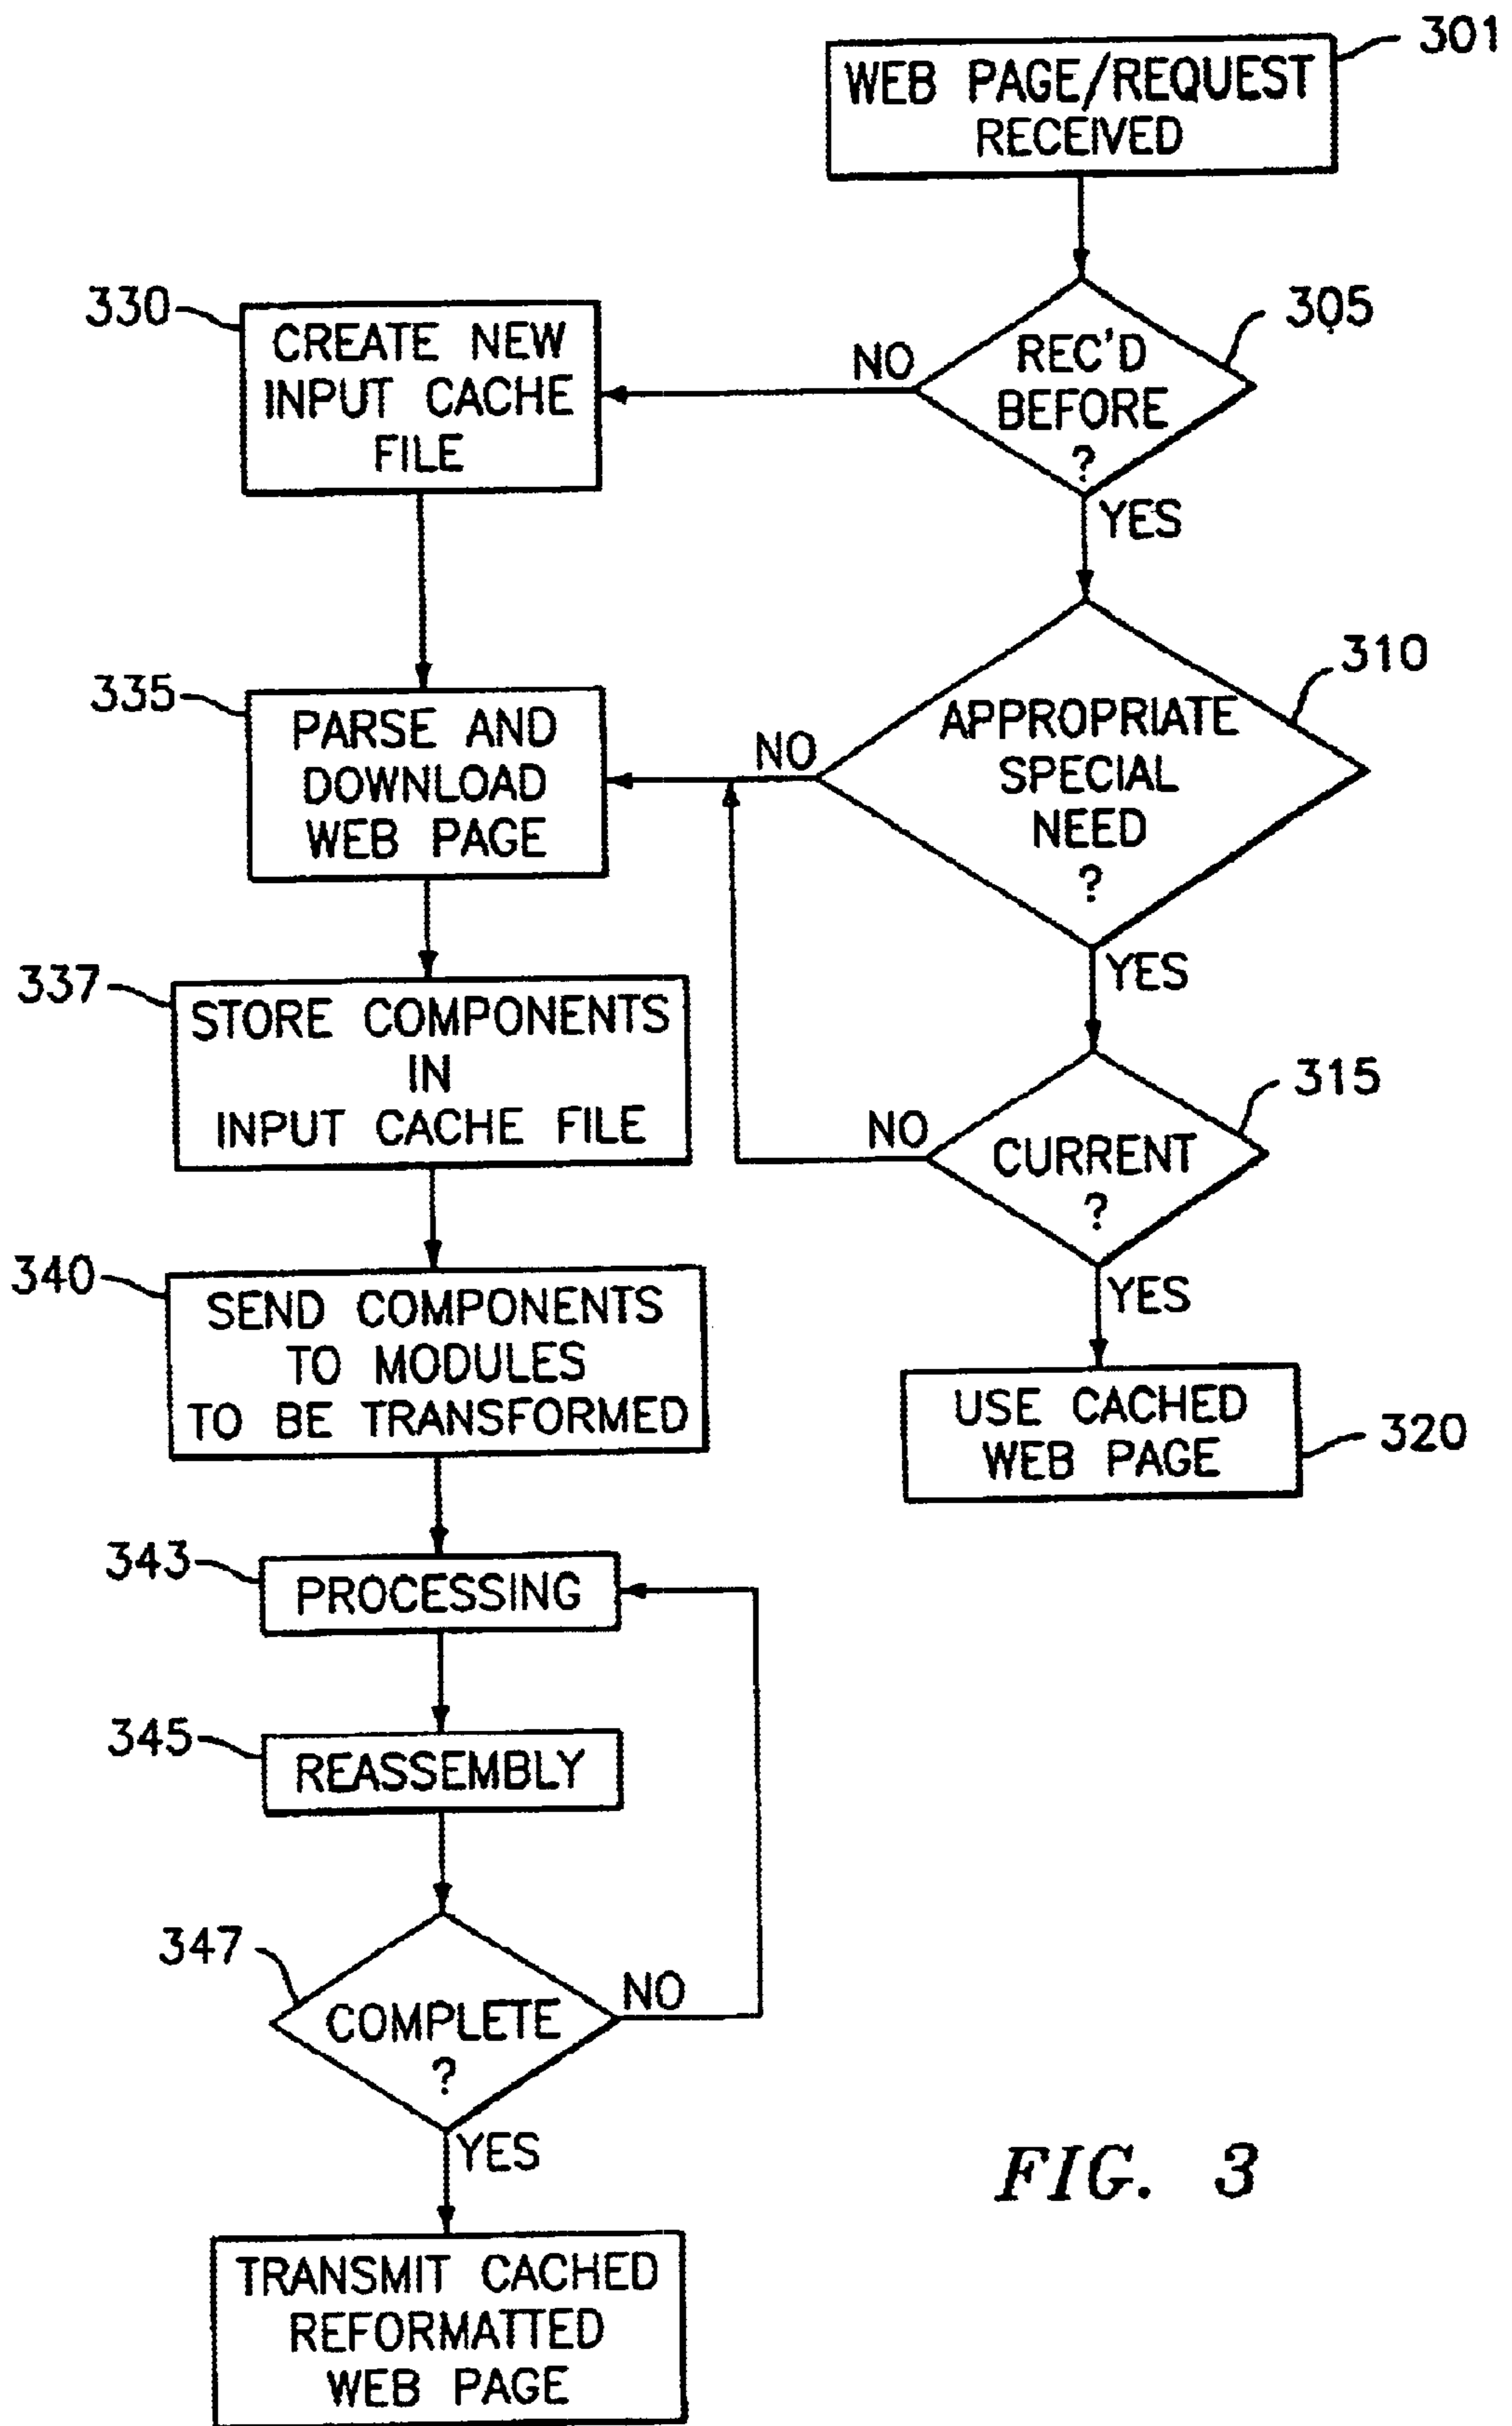 301
WEB PAGE/REQUEST
RECEIVED
305
REC'D
BEFORE
?
NO
YES
330
CREATE NEW
INPUT CACHE
FILE
310
APPROPRIATE
SPECIAL
NEED
?
NO
YES
335
PARSE AND
DOWNLOAD
WEB PAGE
315
CURRENT
?
NO
YES
320
USE CACHED
WEB PAGE
337
STORE COMPONENTS
IN
INPUT CACHE FILE
340
SEND COMPONENTS
TO MODULES
TO BE TRANSFORMED
343
PROCESSING
345
REASSEMBLY
347
COMPLETE
?
NO
YES
TRANSMIT CACHED
REFORMATTED
WEB PAGE
FIG. 3